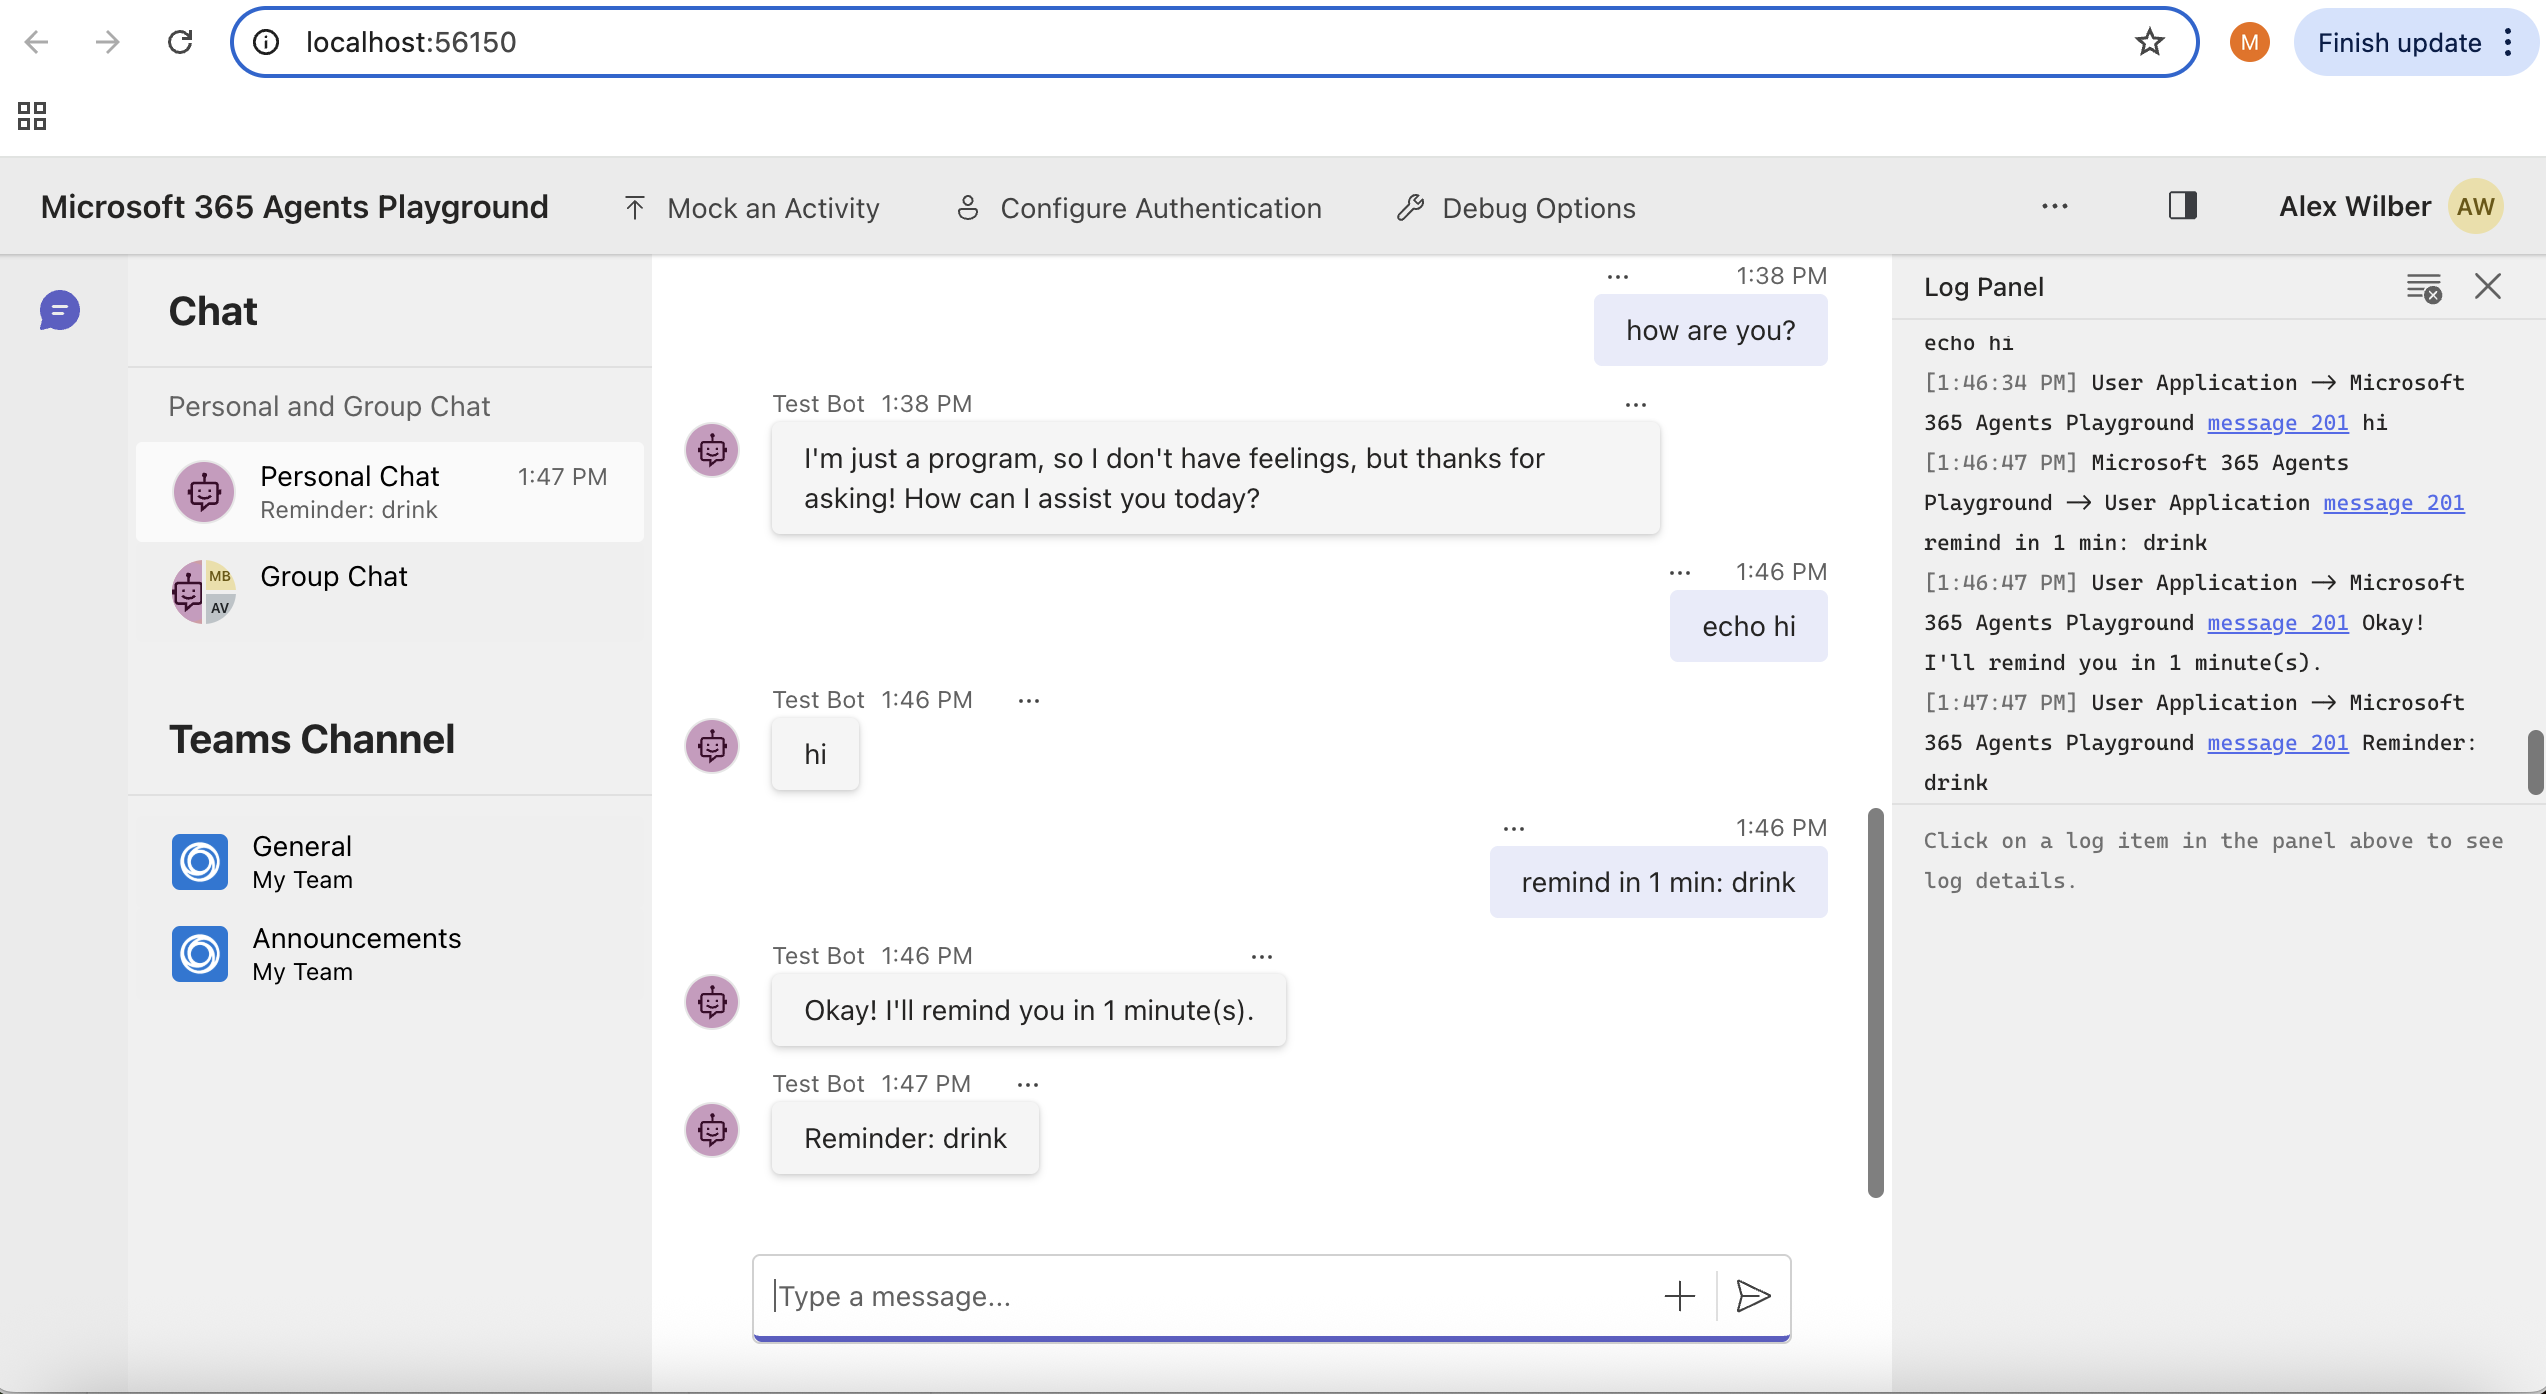 localhost:56150
M
Finish update
Microsoft 365 Agents Playground
Mock an Activity
Configure Authentication
Debug Options
Alex Wilber
AW
Chat
Personal and Group Chat
Personal Chat 1:47 PM
Reminder: drink
MB
AV
Group Chat
Teams Channel
General
My Team
Announcements
My Team
1:38 PM
how are you?
Test Bot 1:38 PM
I'm just a program, so I don't have feelings, but thanks for
asking! How can I assist you today?
1:46 PM
echo hi
Test Bot 1:46 PM
hi
1:46 PM
remind in 1 min: drink
Test Bot 1:46 PM
Okay! I'll remind you in 1 minute(s).
Test Bot 1:47 PM
Reminder: drink
Type a message...
Log Panel
echo hi
[1:46:34 PM] User Application → Microsoft
365 Agents Playground message 201 hi
[1:46:47 PM] Microsoft 365 Agents
Playground → User Application message 201
remind in 1 min: drink
[1:46:47 PM] User Application → Microsoft
365 Agents Playground message 201 Okay!
I'll remind you in 1 minute(s).
[1:47:47 PM] User Application → Microsoft
365 Agents Playground message 201 Reminder:
drink
Click on a log item in the panel above to see
log details.